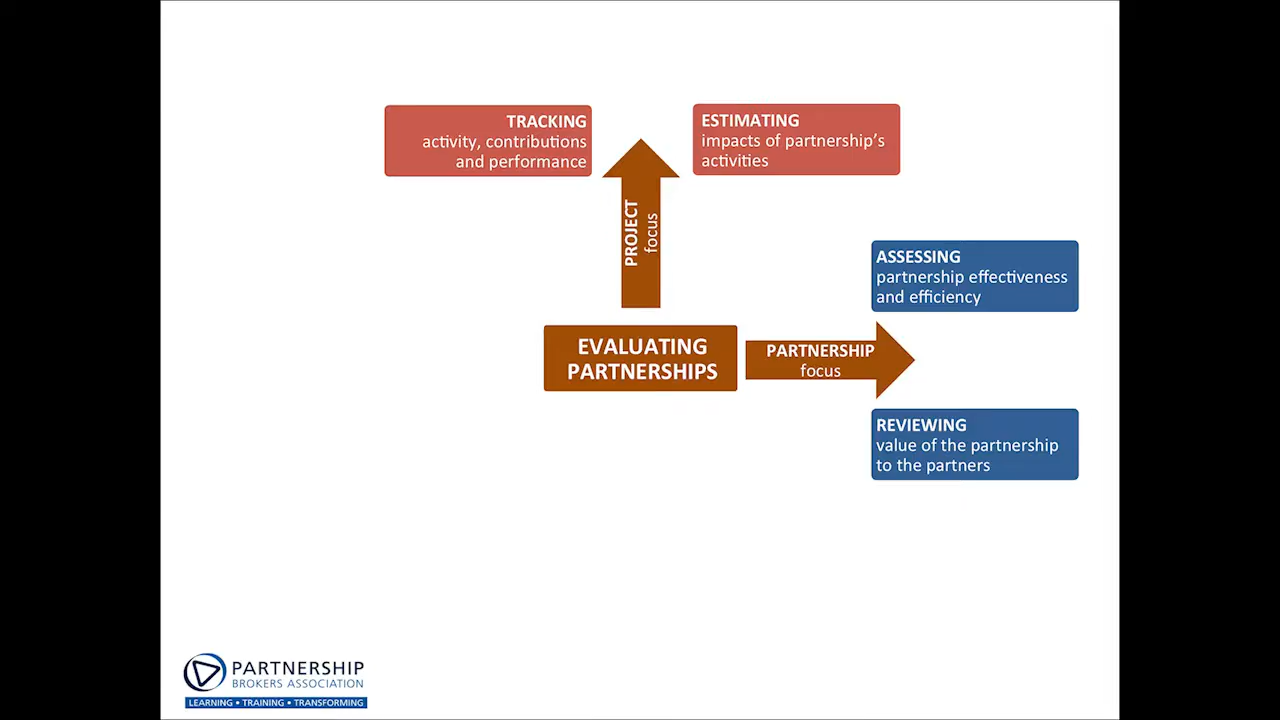 TRACKING
activity, contributions
and performance
ESTIMATING
impacts of partnership's
activities
PROJECT
focus
ASSESSING
partnership effectiveness
and efficiency
EVALUATING
PARTNERSHIPS
PARTNERSHIP
focus
REVIEWING
value of the partnership
to the partners
PARTNERSHIP
BROKERS ASSOCIATION
LEARNING • TRAINING • TRANSFORMING